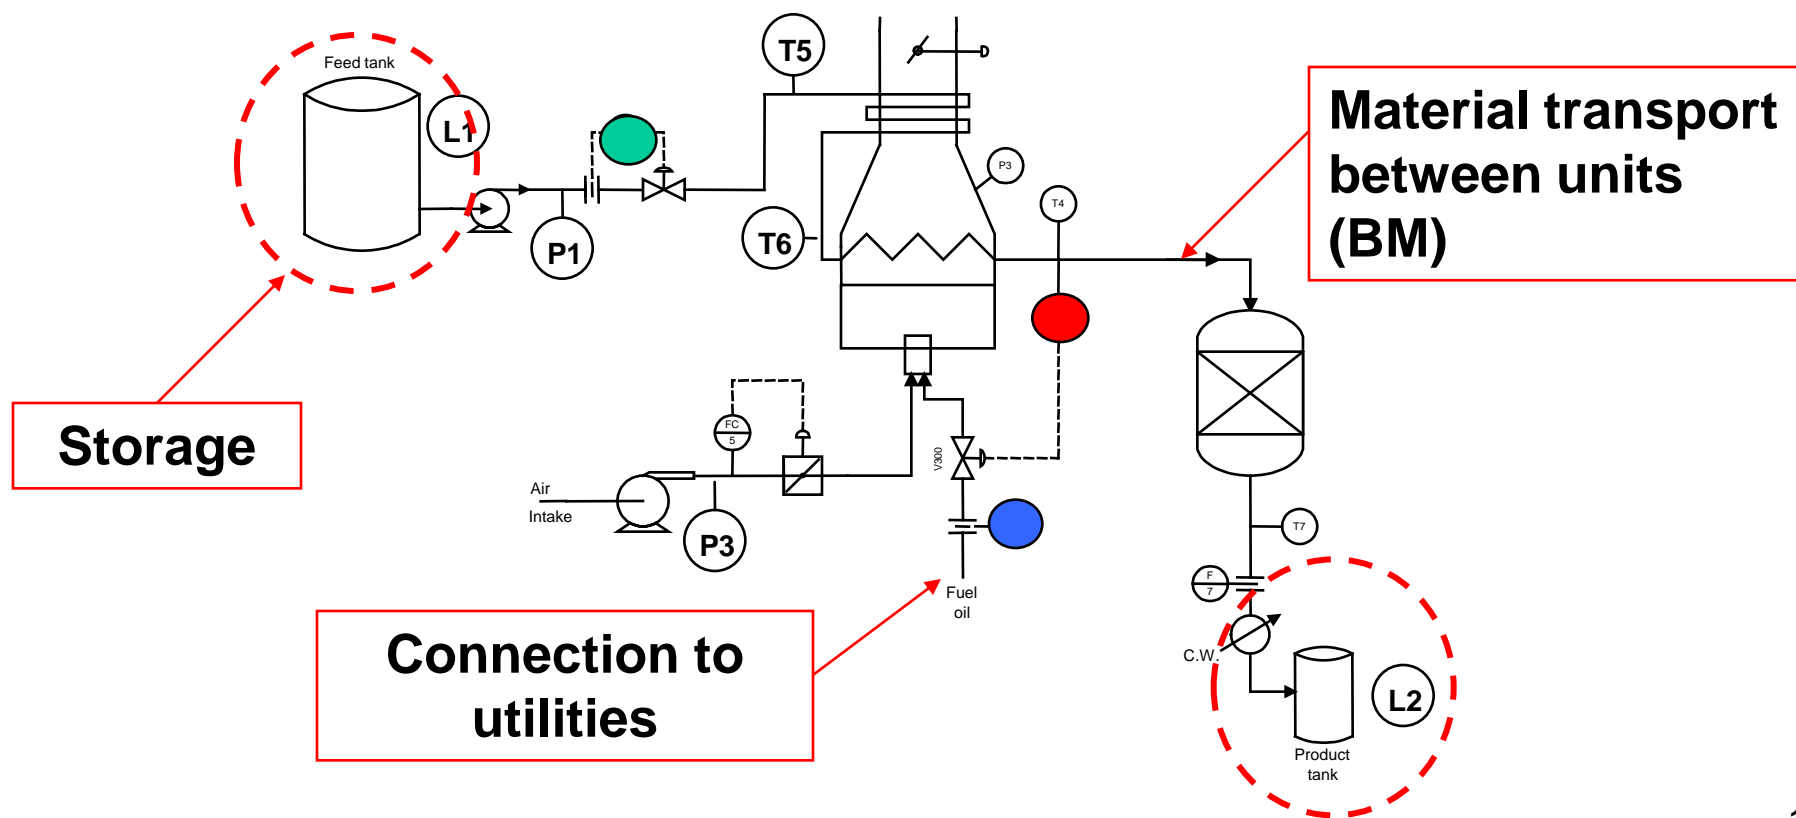 Feed tank
L1
P1
T5
T6
P3
T4
Material transport
between units
(BM)
Storage
FC
5
Air
Intake
P3
V300
Fuel
oil
Connection to
utilities
T7
F
7
C.W.
L2
Product
tank